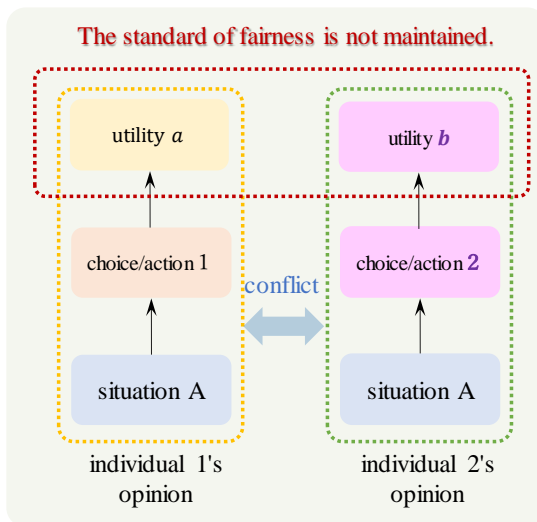 The standard of fairness is not maintained.
utility a
utility b
choice/action 1
choice/action 2
conflict
situation A
situation A
individual 1's
opinion
individual 2's
opinion